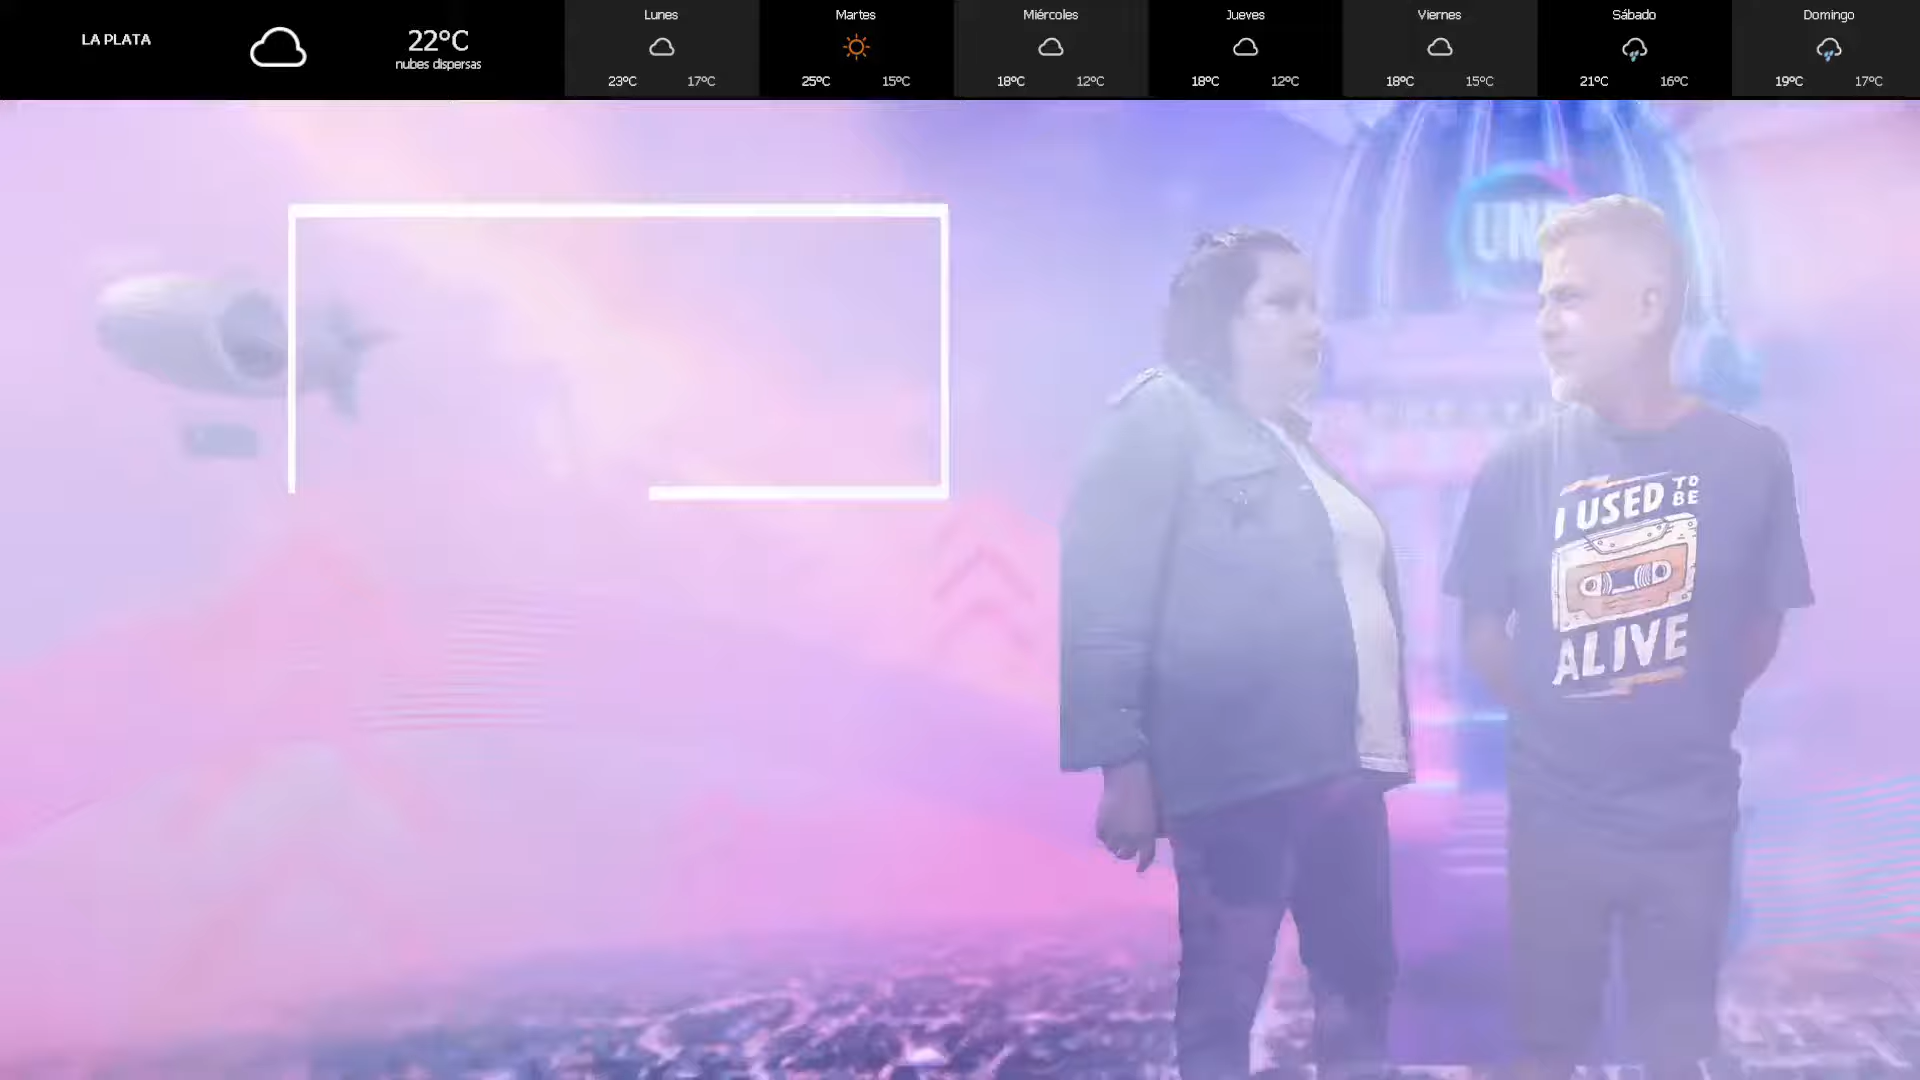 LA PLATA
22°C
nubes dispersas
Lunes
23°C 17°C
Martes
25°C 15°C
Miércoles
18°C 12°C
Jueves
18°C 12°C
Viernes
18°C 15°C
Sábado
21°C 16°C
Domingo
19°C 17°C
I USED TO BE
ALIVE